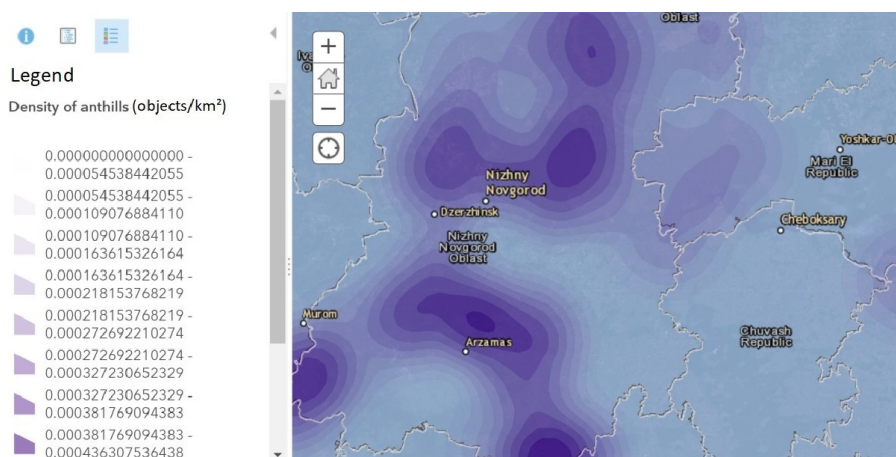 Legend
Density of anthills (objects/km²)
0.000000000000000 -
0.000054538442055
0.000054538442055 -
0.000109076884110
0.000109076884110 -
0.000163615326164
0.000163615326164 -
0.000218153768219
0.000218153768219 -
0.000272692210274
0.000272692210274 -
0.000327230652329
0.000327230652329 -
0.000381769094383
0.000381769094383 -
0.000436307536438
+
−
Oblast
Yoshkar-Ol
Mari El
Republic
Nizhny
Novgorod
Dzerzhinsk
Cheboksary
Nizhny
Novgorod
Oblast
Murom
Arzamas
Chuvash
Republic